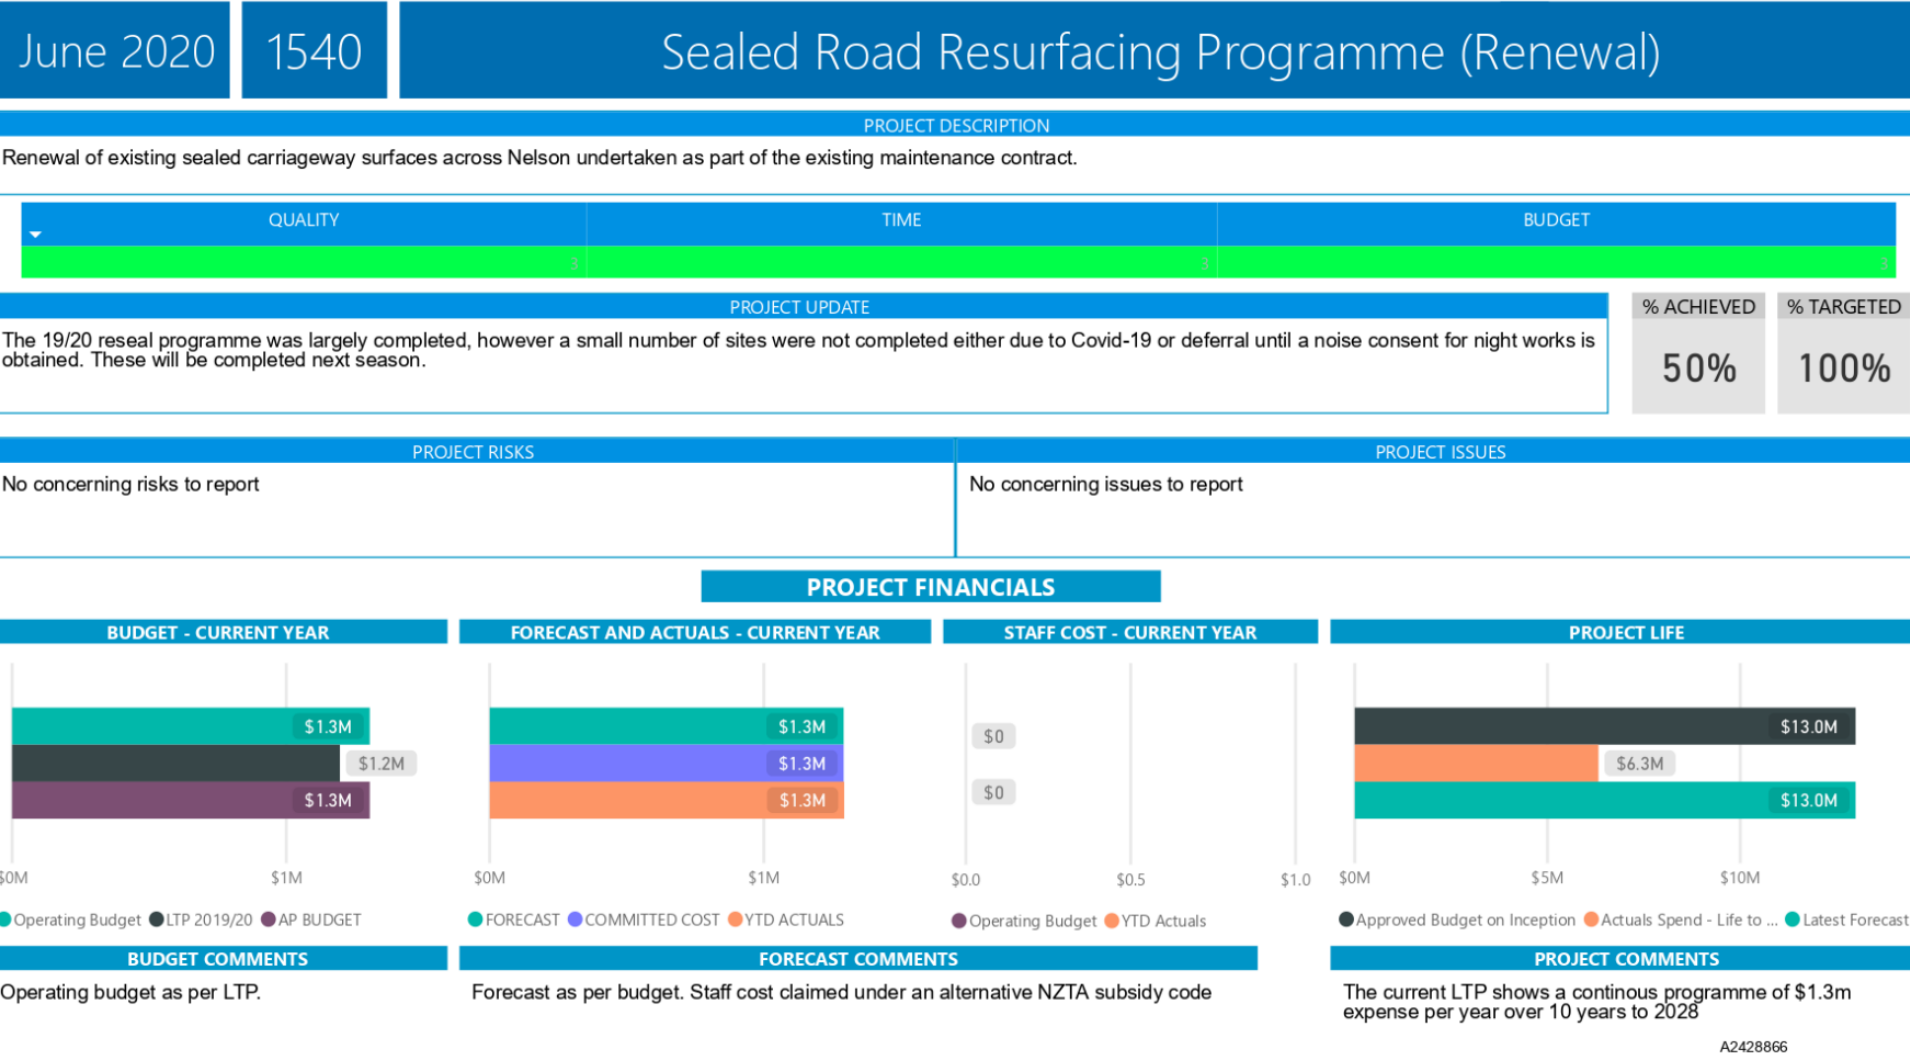 June 2020 1540 Sealed Road Resurfacing Programme (Renewal)
PROJECT DESCRIPTION
Renewal of existing sealed carriageway surfaces across Nelson undertaken as part of the existing maintenance contract.
QUALITY TIME BUDGET
3 3 3
PROJECT UPDATE
The 19/20 reseal programme was largely completed, however a small number of sites were not completed either due to Covid-19 or deferral until a noise consent for night works is
obtained. These will be completed next season.
% ACHIEVED % TARGETED
50% 100%
PROJECT RISKS
No concerning risks to report
PROJECT ISSUES
No concerning issues to report
PROJECT FINANCIALS
BUDGET - CURRENT YEAR
$1.3M
$1.2M
$1.3M
$0M $1M
Operating Budget LTP 2019/20 AP BUDGET
BUDGET COMMENTS
Operating budget as per LTP.
FORECAST AND ACTUALS - CURRENT YEAR
$1.3M
$1.3M
$1.3M
$0M $1M
FORECAST COMMITTED COST YTD ACTUALS
FORECAST COMMENTS
Forecast as per budget. Staff cost claimed under an alternative NZTA subsidy code
STAFF COST - CURRENT YEAR
$0
$0
$0.0 $0.5 $1.0
Operating Budget YTD Actuals
PROJECT LIFE
$13.0M
$6.3M
$13.0M
$0M $5M $10M
Approved Budget on Inception Actuals Spend - Life to ... Latest Forecast
PROJECT COMMENTS
The current LTP shows a continous programme of $1.3m
expense per year over 10 years to 2028
A2428866